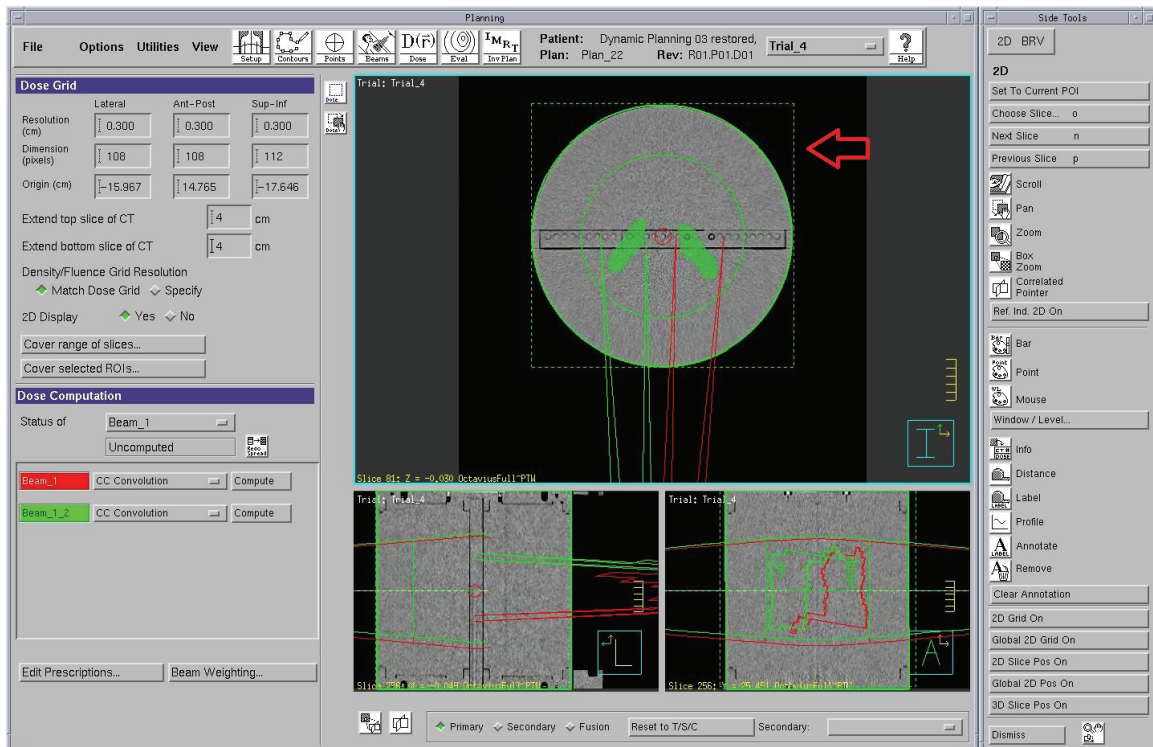 Planning
File Options Utilities View
Setup Contours Points Beams D(r) Dose Eval IMRT Inv Plan
Patient: Dynamic Planning 03 restored,
Plan: Plan_22 Rev: R01.P01.D01
Trial_4
? Help
Dose Grid
Lateral Ant-Post Sup-Inf
Resolution (cm) 0.300 0.300 0.300
Dimension (pixels) 108 108 112
Origin (cm) -15.967 14.765 -17.646
Extend top slice of CT 4 cm
Extend bottom slice of CT 4 cm
Density/Fluence Grid Resolution
Match Dose Grid Specify
2D Display Yes No
Cover range of slices...
Cover selected ROIs...
Dose Computation
Status of Beam_1
Uncomputed
Redo Spread
Beam_1 CC Convolution Compute
Beam_1_2 CC Convolution Compute
Edit Prescriptions... Beam Weighting...
Trial: Trial_4
I
Slice 81: Z = -0.030 OctaviusFull^PTW
Trial: Trial_4
L
Trial: Trial_4
A
Primary Secondary Fusion Reset to T/S/C Secondary:
Side Tools
2D BRV
2D
Set To Current POI
Choose Slice... o
Next Slice n
Previous Slice p
Scroll
Pan
Zoom
Box Zoom
Correlated Pointer
Ref. Ind. 2D On
Bar
Point
Mouse
Window / Level...
Info
Distance
Label
Profile
Annotate
Remove
Clear Annotation
2D Grid On
Global 2D Grid On
2D Slice Pos On
Global 2D Pos On
3D Slice Pos On
Dismiss